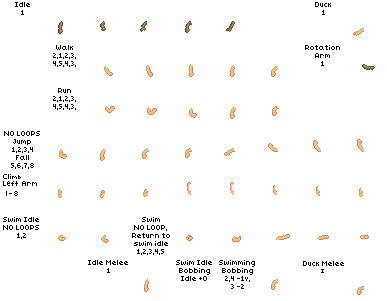 Idle
1
Duck
1
Walk
2,1,2,3,
4,5,4,3,
Rotation
Arm
1
Run
2,1,2,3,
4,5,4,3,
NO LOOPS
Jump
1,2,3,4
Fall
5,6,7,8
Climb
Left Arm
1-8
Swim Idle
NO LOOPS
1,2
Swim
NO LOOP,
Return to
swim idle
1,2,3,4,5
Idle Melee
1
Swim Idle
Bobbing
Idle +0
Swimming
Bobbing
2,4 -1v,
3 -2
Duck Melee
1